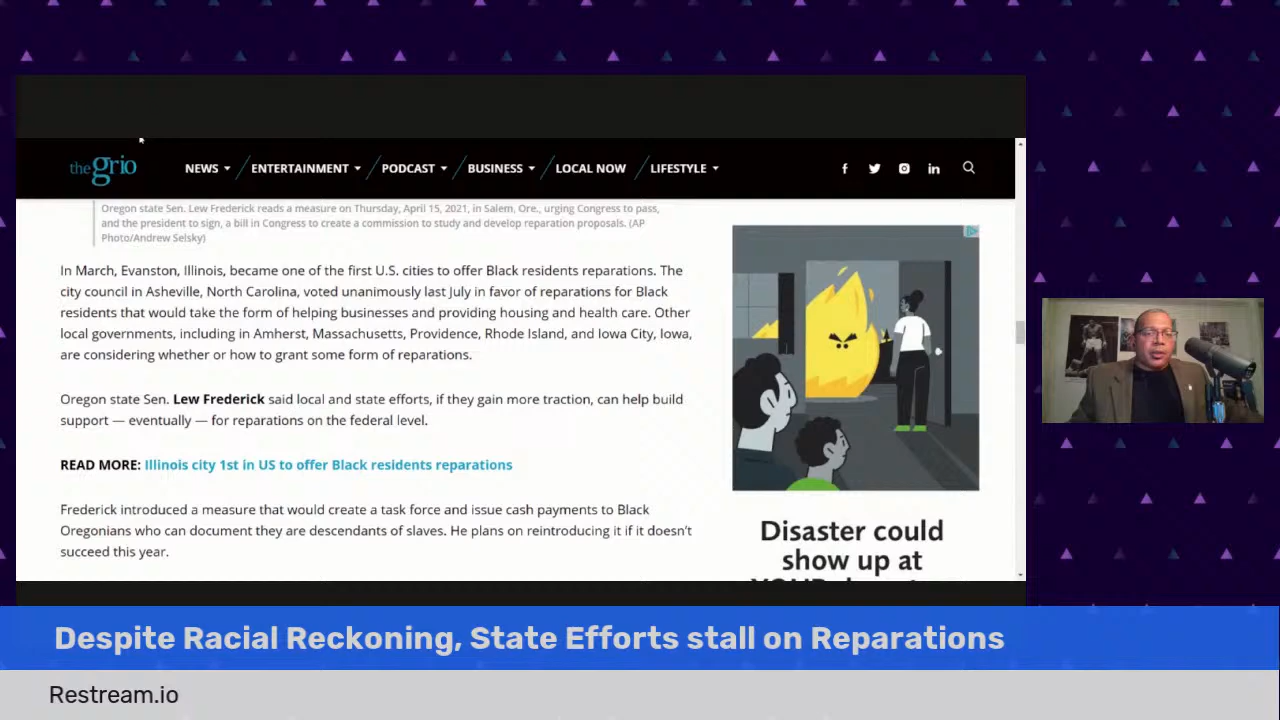 the grio
NEWS
ENTERTAINMENT
PODCAST
BUSINESS
LOCAL NOW
LIFESTYLE
Oregon state Sen. Lew Frederick reads a measure on Thursday, April 15, 2021, in Salem, Ore., urging Congress to pass,
and the president to sign, a bill in Congress to create a commission to study and develop reparation proposals. (AP
Photo/Andrew Selsky)
In March, Evanston, Illinois, became one of the first U.S. cities to offer Black residents reparations. The
city council in Asheville, North Carolina, voted unanimously last July in favor of reparations for Black
residents that would take the form of helping businesses and providing housing and health care. Other
local governments, including in Amherst, Massachusetts, Providence, Rhode Island, and Iowa City, Iowa,
are considering whether or how to grant some form of reparations.
Oregon state Sen. Lew Frederick said local and state efforts, if they gain more traction, can help build
support — eventually — for reparations on the federal level.
READ MORE: Illinois city 1st in US to offer Black residents reparations
Frederick introduced a measure that would create a task force and issue cash payments to Black
Oregonians who can document they are descendants of slaves. He plans on reintroducing it if it doesn't
succeed this year.
Disaster could
show up at
Despite Racial Reckoning, State Efforts stall on Reparations
Restream.io